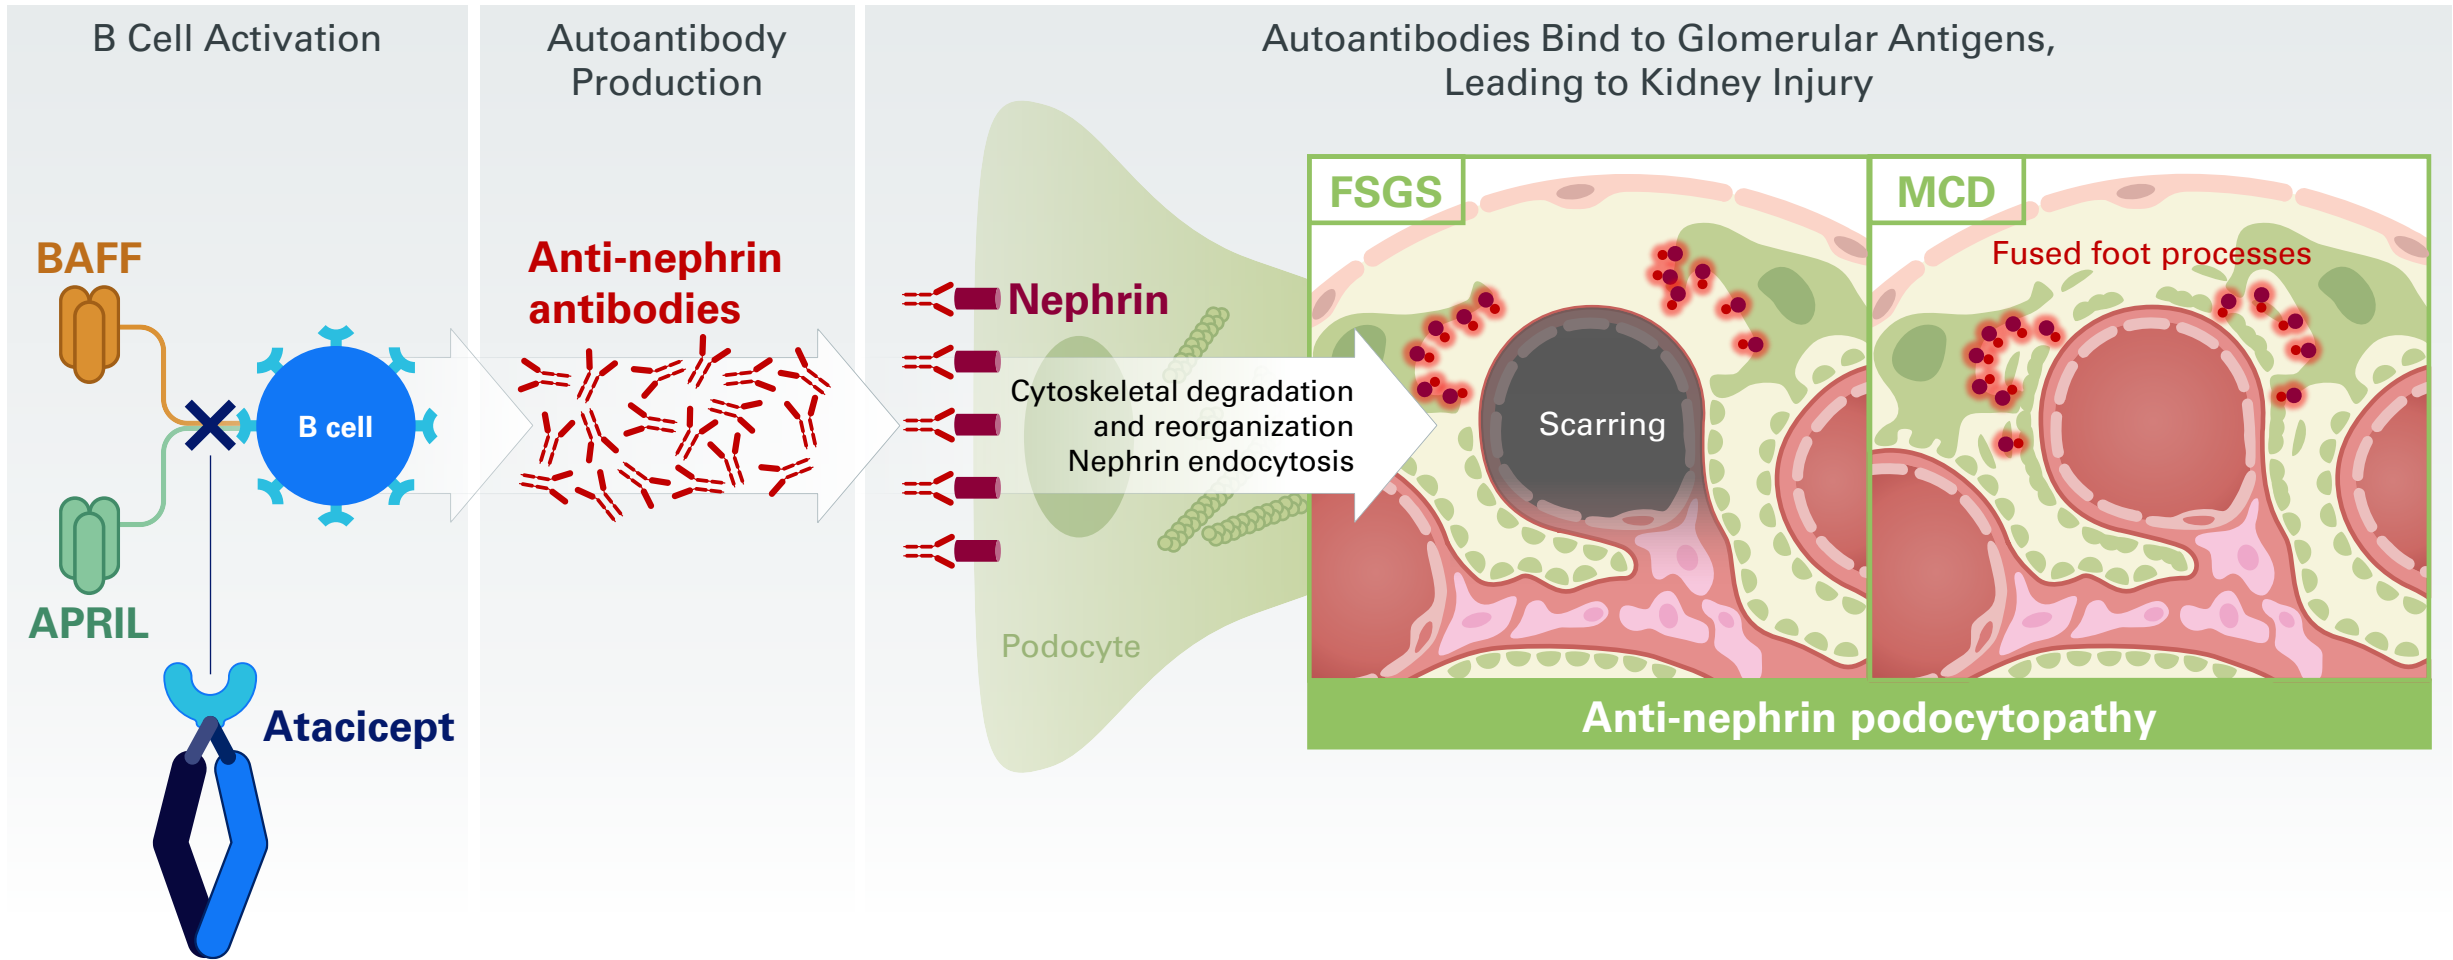 B Cell Activation
BAFF
B cell
APRIL
Atacicept
Autoantibody
Production
Anti-nephrin
antibodies
Autoantibodies Bind to Glomerular Antigens,
Leading to Kidney Injury
Nephrin
Cytoskeletal degradation
and reorganization
Nephrin endocytosis
Podocyte
FSGS
Scarring
MCD
Fused foot processes
Anti-nephrin podocytopathy